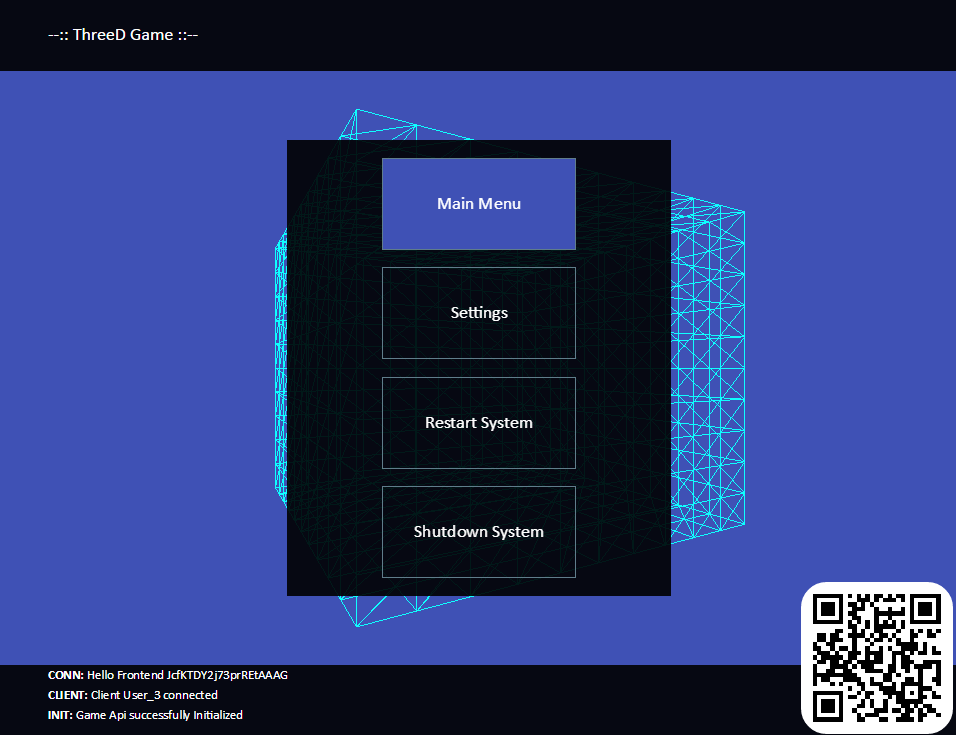 --:: ThreeD Game ::--
Main Menu
Settings
Restart System
Shutdown System
CONN: Hello Frontend JcfKTDY2j73prREtAAAG
CLIENT: Client User_3 connected
INIT: Game Api successfully Initialized